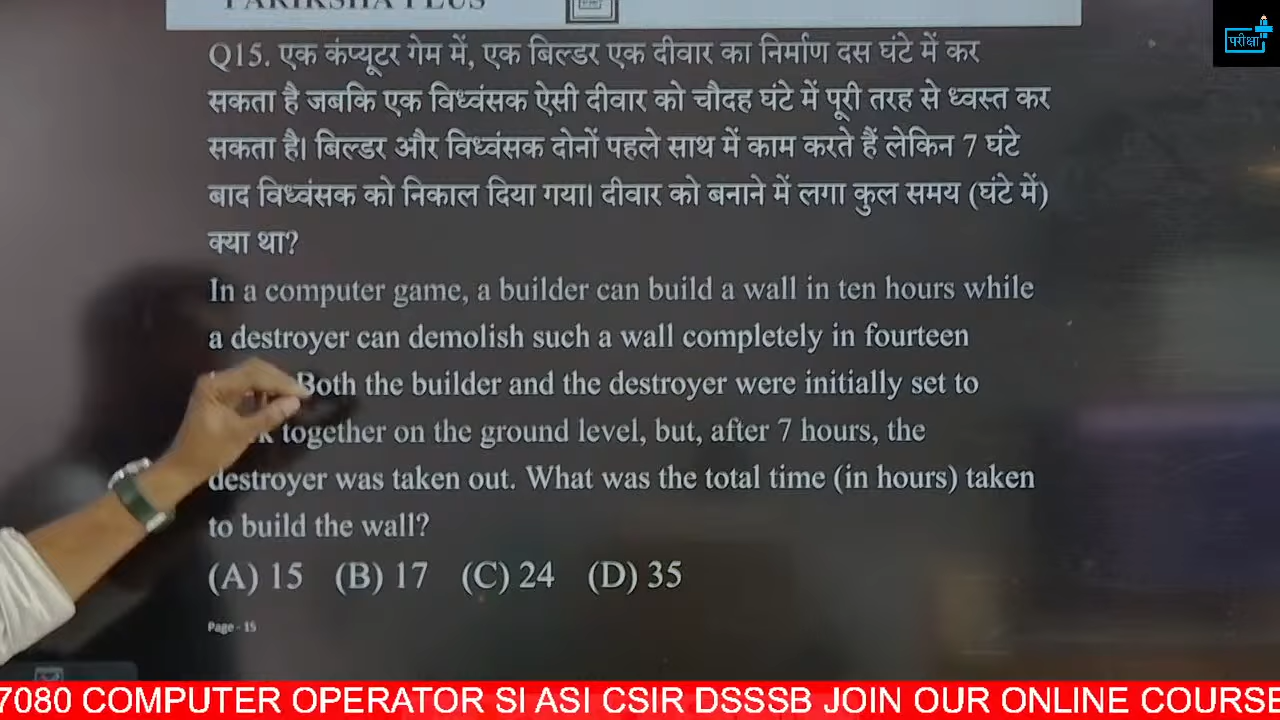 PARIKSHA PLUS
परीक्षा
Q15. एक कंप्यूटर गेम में, एक बिल्डर एक दीवार का निर्माण दस घंटे में कर
सकता है जबकि एक विध्वंसक ऐसी दीवार को चौदह घंटे में पूरी तरह से ध्वस्त कर
सकता है। बिल्डर और विध्वंसक दोनों पहले साथ में काम करते हैं लेकिन 7 घंटे
बाद विध्वंसक को निकाल दिया गया। दीवार को बनाने में लगा कुल समय (घंटे में)
क्या था?
In a computer game, a builder can build a wall in ten hours while
a destroyer can demolish such a wall completely in fourteen
Both the builder and the destroyer were initially set to
together on the ground level, but, after 7 hours, the
destroyer was taken out. What was the total time (in hours) taken
to build the wall?
(A) 15 (B) 17 (C) 24 (D) 35
Page - 15
7080 COMPUTER OPERATOR SI ASI CSIR DSSSB JOIN OUR ONLINE COURSE